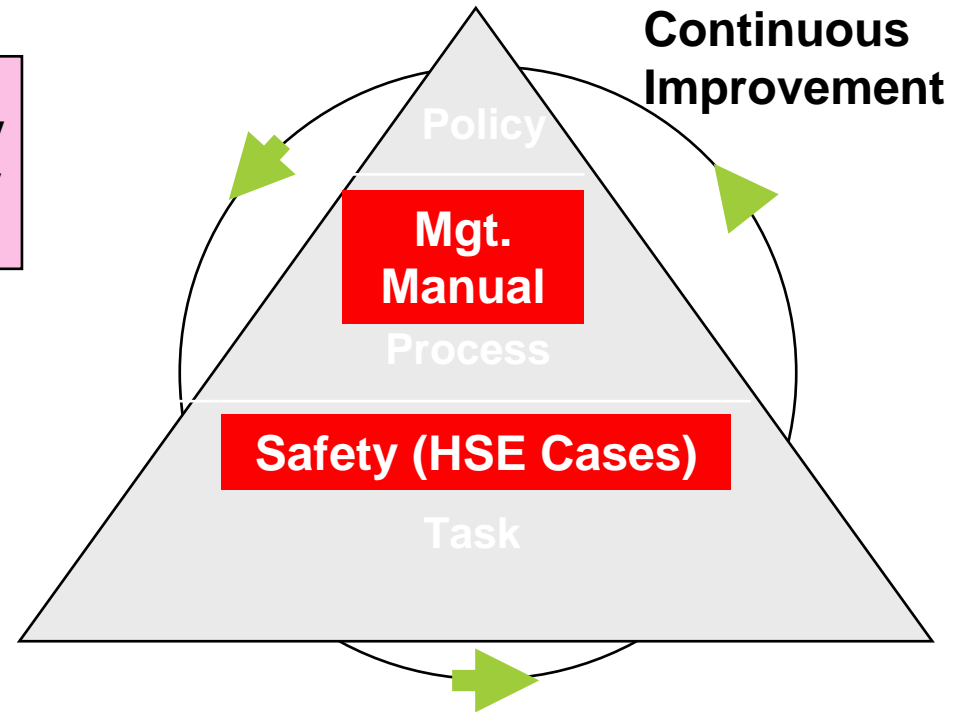 Continuous
Improvement
Policy
Mgt.
Manual
Process
Safety (HSE Cases)
Task